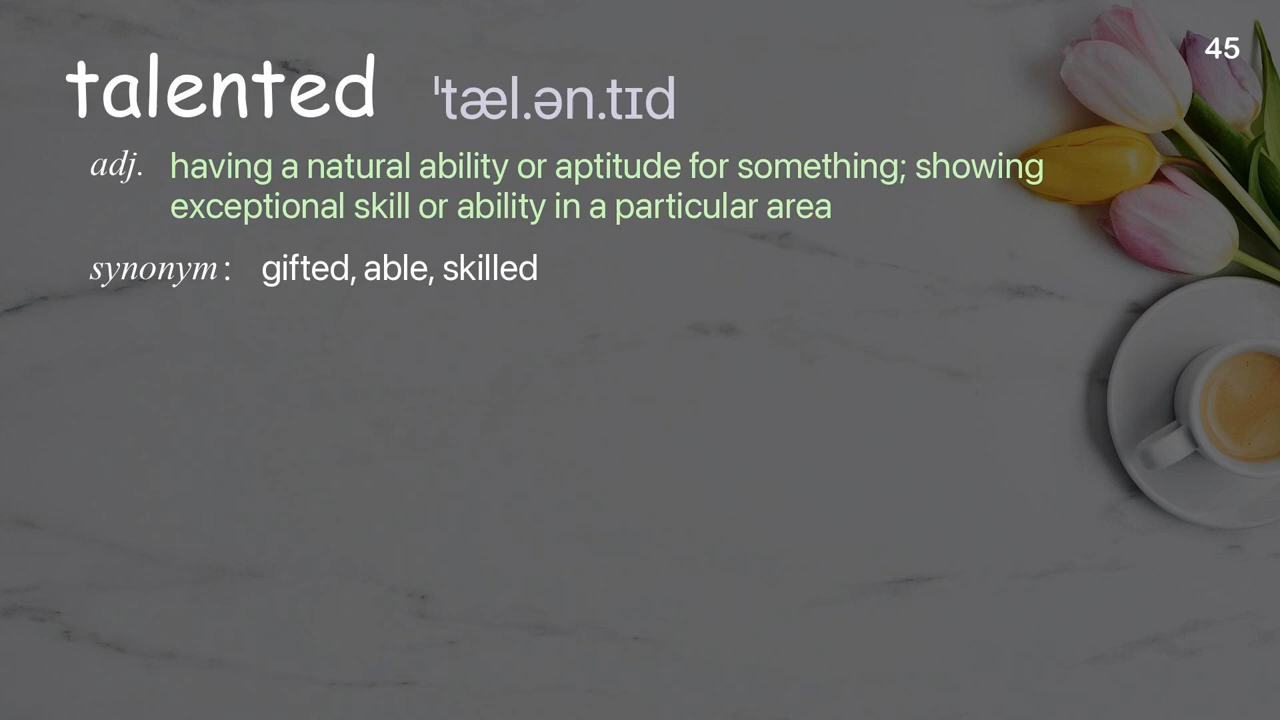 45
talented ˈtæl.ən.tɪd
adj. having a natural ability or aptitude for something; showing
exceptional skill or ability in a particular area
synonym: gifted, able, skilled